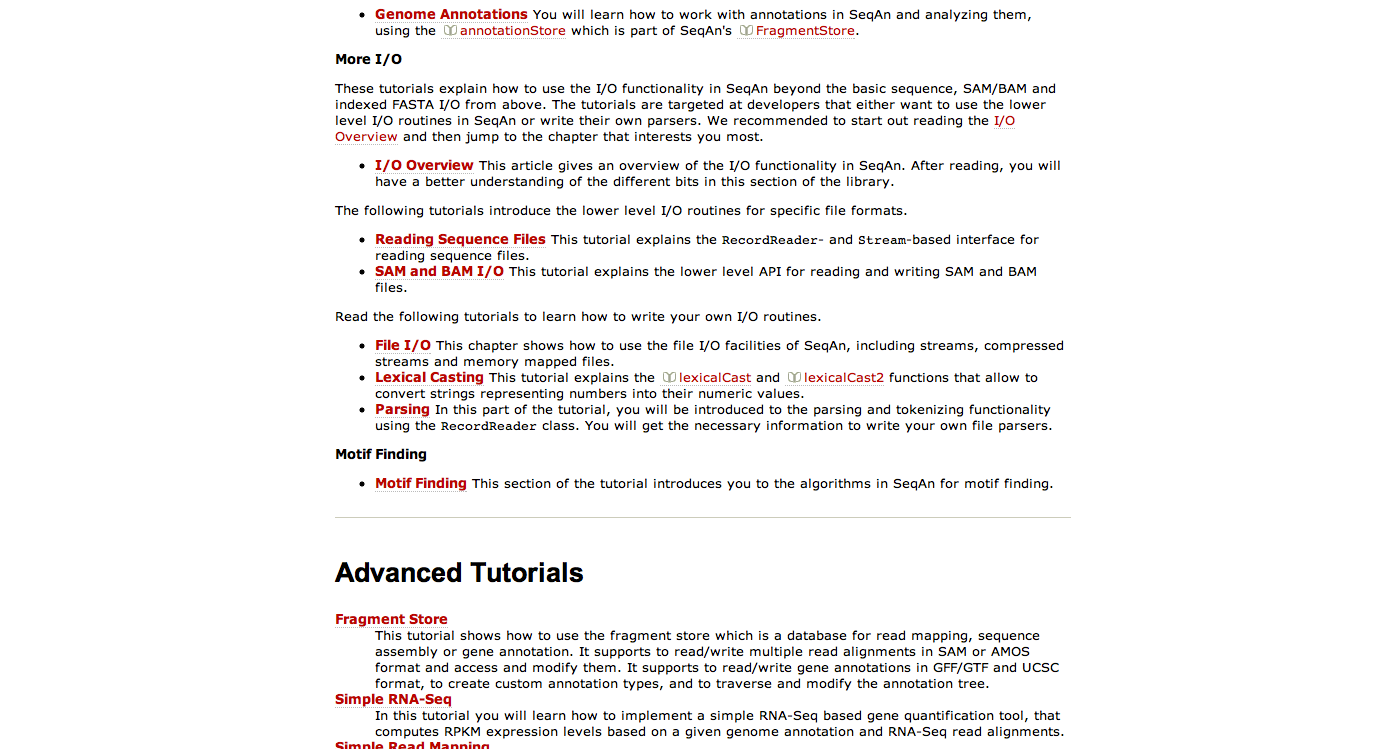 Genome Annotations You will learn how to work with annotations in SeqAn and analyzing them,
using the annotationStore which is part of SeqAn's FragmentStore.
More I/O
These tutorials explain how to use the I/O functionality in SeqAn beyond the basic sequence, SAM/BAM and
indexed FASTA I/O from above. The tutorials are targeted at developers that either want to use the lower
level I/O routines in SeqAn or write their own parsers. We recommended to start out reading the I/O
Overview and then jump to the chapter that interests you most.
I/O Overview This article gives an overview of the I/O functionality in SeqAn. After reading, you will
have a better understanding of the different bits in this section of the library.
The following tutorials introduce the lower level I/O routines for specific file formats.
Reading Sequence Files This tutorial explains the RecordReader- and Stream-based interface for
reading sequence files.
SAM and BAM I/O This tutorial explains the lower level API for reading and writing SAM and BAM
files.
Read the following tutorials to learn how to write your own I/O routines.
File I/O This chapter shows how to use the file I/O facilities of SeqAn, including streams, compressed
streams and memory mapped files.
Lexical Casting This tutorial explains the lexicalCast and lexicalCast2 functions that allow to
convert strings representing numbers into their numeric values.
Parsing In this part of the tutorial, you will be introduced to the parsing and tokenizing functionality
using the RecordReader class. You will get the necessary information to write your own file parsers.
Motif Finding
Motif Finding This section of the tutorial introduces you to the algorithms in SeqAn for motif finding.
Advanced Tutorials
Fragment Store
This tutorial shows how to use the fragment store which is a database for read mapping, sequence
assembly or gene annotation. It supports to read/write multiple read alignments in SAM or AMOS
format and access and modify them. It supports to read/write gene annotations in GFF/GTF and UCSC
format, to create custom annotation types, and to traverse and modify the annotation tree.
Simple RNA-Seq
In this tutorial you will learn how to implement a simple RNA-Seq based gene quantification tool, that
computes RPKM expression levels based on a given genome annotation and RNA-Seq read alignments.
Simple Read Mapping